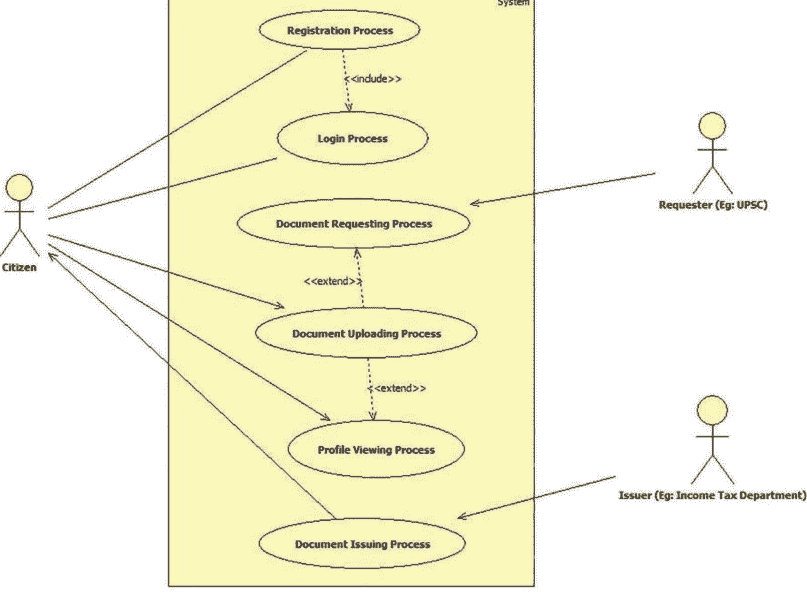 System
Registration Process
<<include>>
Login Process
Document Requesting Process
Requester (Eg: UPSC)
Citizen
<<extend>>
Document Uploading Process
<<extend>>
Profile Viewing Process
Issuer (Eg: Income Tax Department)
Document Issuing Process